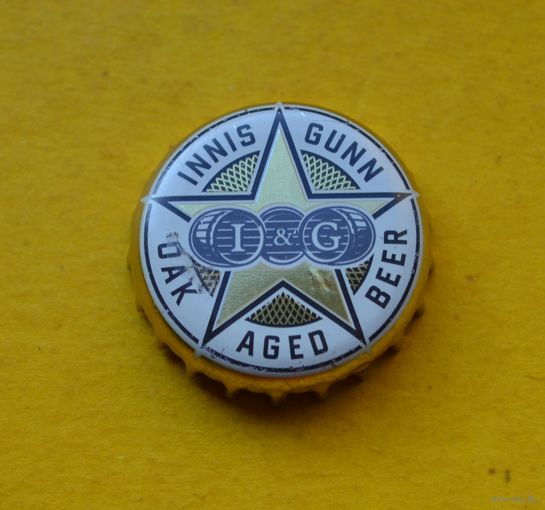 INNIS GUNN
I & G
OAK AGED BEER